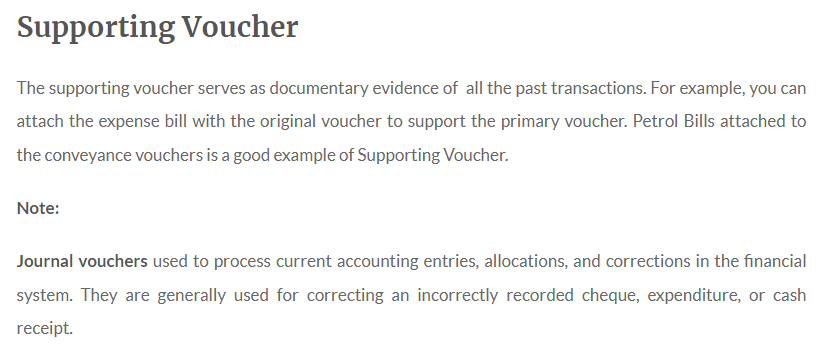 Supporting Voucher
The supporting voucher serves as documentary evidence of  all the past transactions. For example, you can
attach the expense bill with the original voucher to support the primary voucher. Petrol Bills attached to
the conveyance vouchers is a good example of Supporting Voucher.
Note:
Journal vouchers used to process current accounting entries, allocations, and corrections in the financial
system. They are generally used for correcting an incorrectly recorded cheque, expenditure, or cash
receipt.